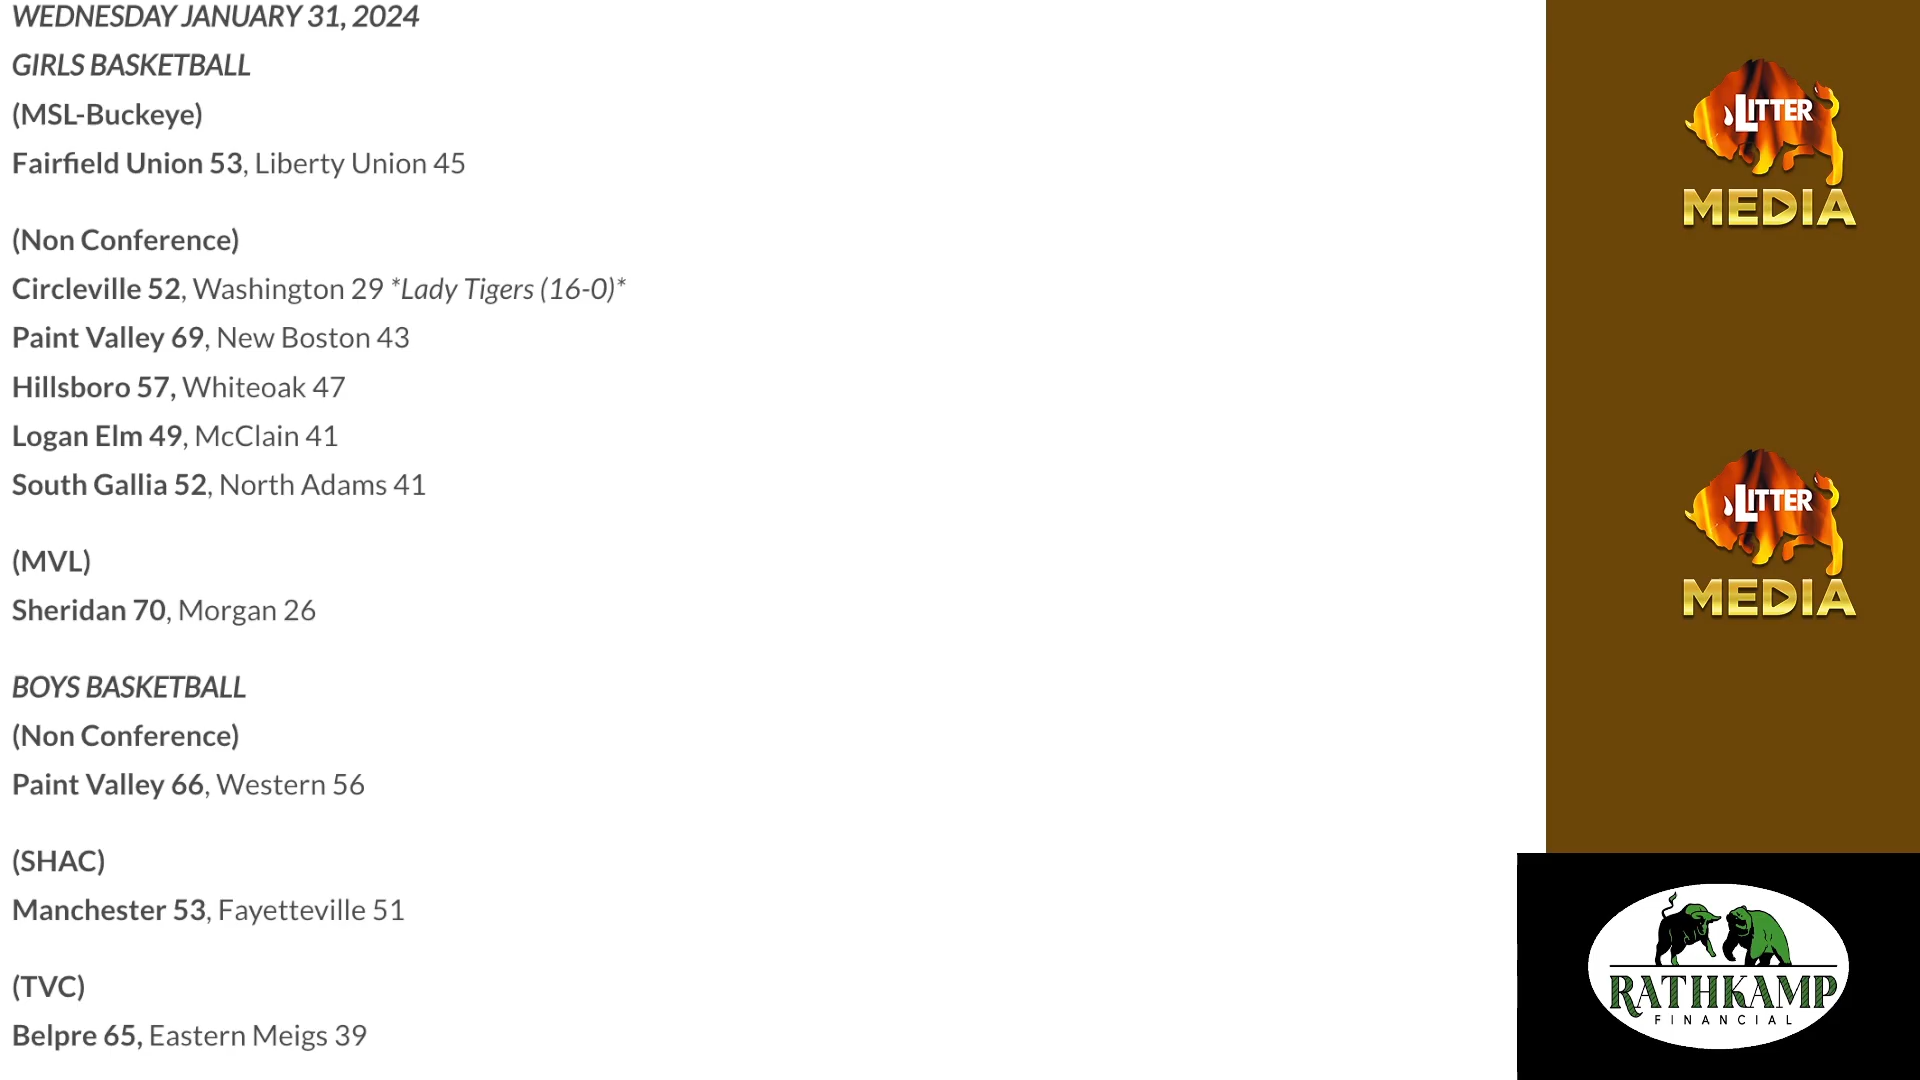 WEDNESDAY JANUARY 31, 2024
GIRLS BASKETBALL
(MSL-Buckeye)
Fairfield Union 53, Liberty Union 45
(Non Conference)
Circleville 52, Washington 29 *Lady Tigers (16-0)*
Paint Valley 69, New Boston 43
Hillsboro 57, Whiteoak 47
Logan Elm 49, McClain 41
South Gallia 52, North Adams 41
(MVL)
Sheridan 70, Morgan 26
BOYS BASKETBALL
(Non Conference)
Paint Valley 66, Western 56
(SHAC)
Manchester 53, Fayetteville 51
(TVC)
Belpre 65, Eastern Meigs 39
LITTER
MEDIA
LITTER
MEDIA
RATHKAMP
FINANCIAL